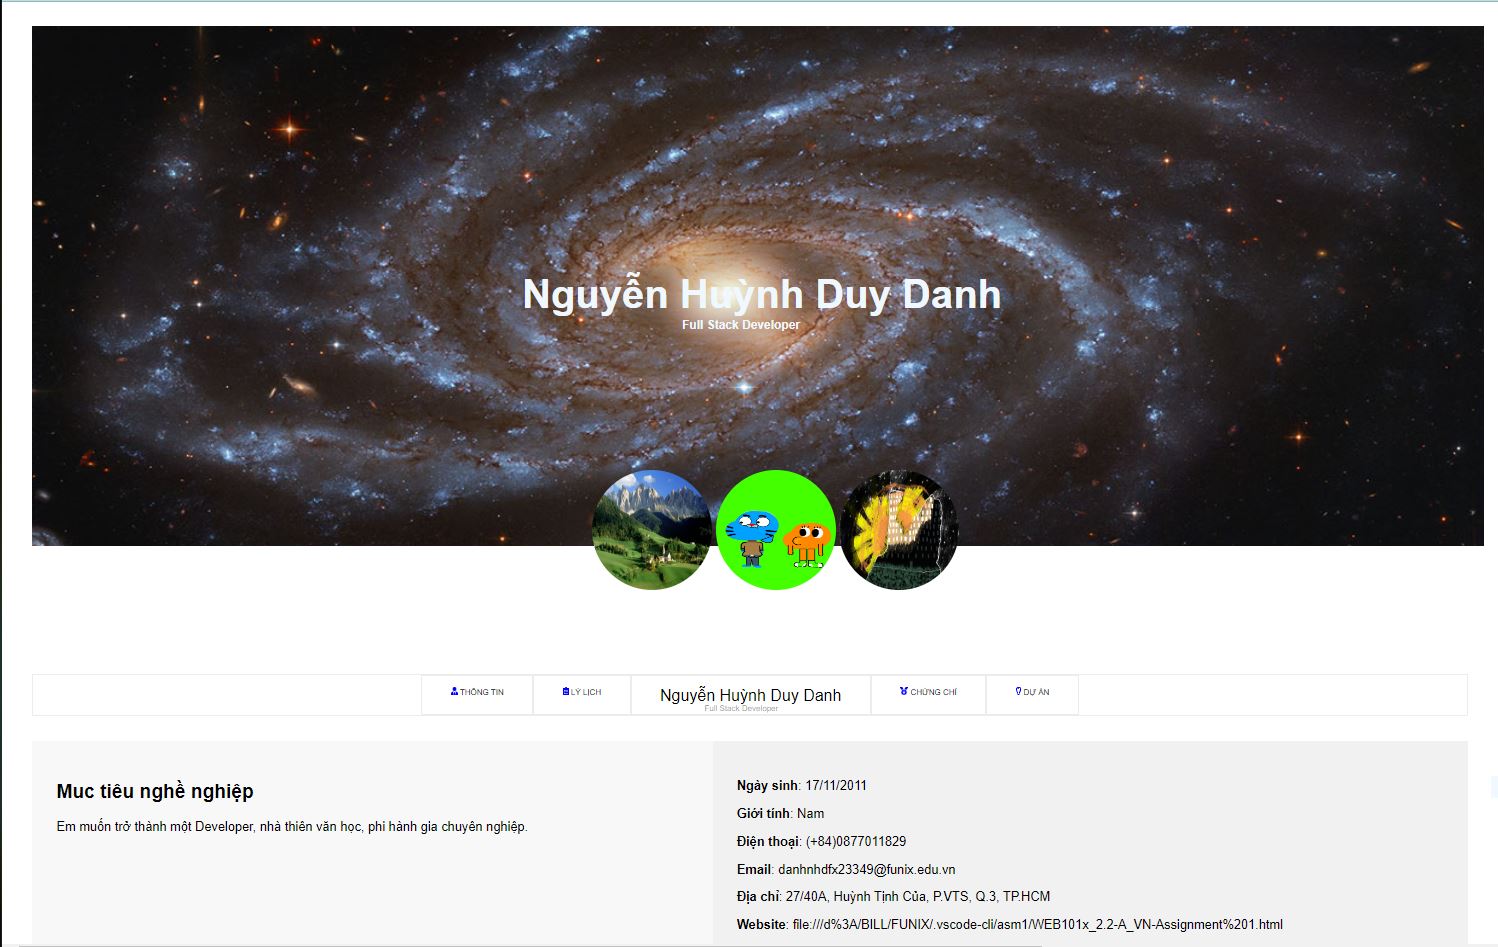 Nguyễn Huỳnh Duy Danh
Full Stack Developer
THÔNG TIN
LÝ LỊCH
Nguyễn Huỳnh Duy Danh
Full Stack Developer
CHỨNG CHỈ
DỰ ÁN
Muc tiêu nghề nghiệp
Em muốn trở thành một Developer, nhà thiên văn học, phi hành gia chuyên nghiệp.
Ngày sinh: 17/11/2011
Giới tính: Nam
Điện thoại: (+84)0877011829
Email: danhnhdfx23349@funix.edu.vn
Địa chỉ: 27/40A, Huỳnh Tịnh Của, P.VTS, Q.3, TP.HCM
Website: file:///d%3A/BILL/FUNIX/.vscode-cli/asm1/WEB101x_2.2-A_VN-Assignment%201.html